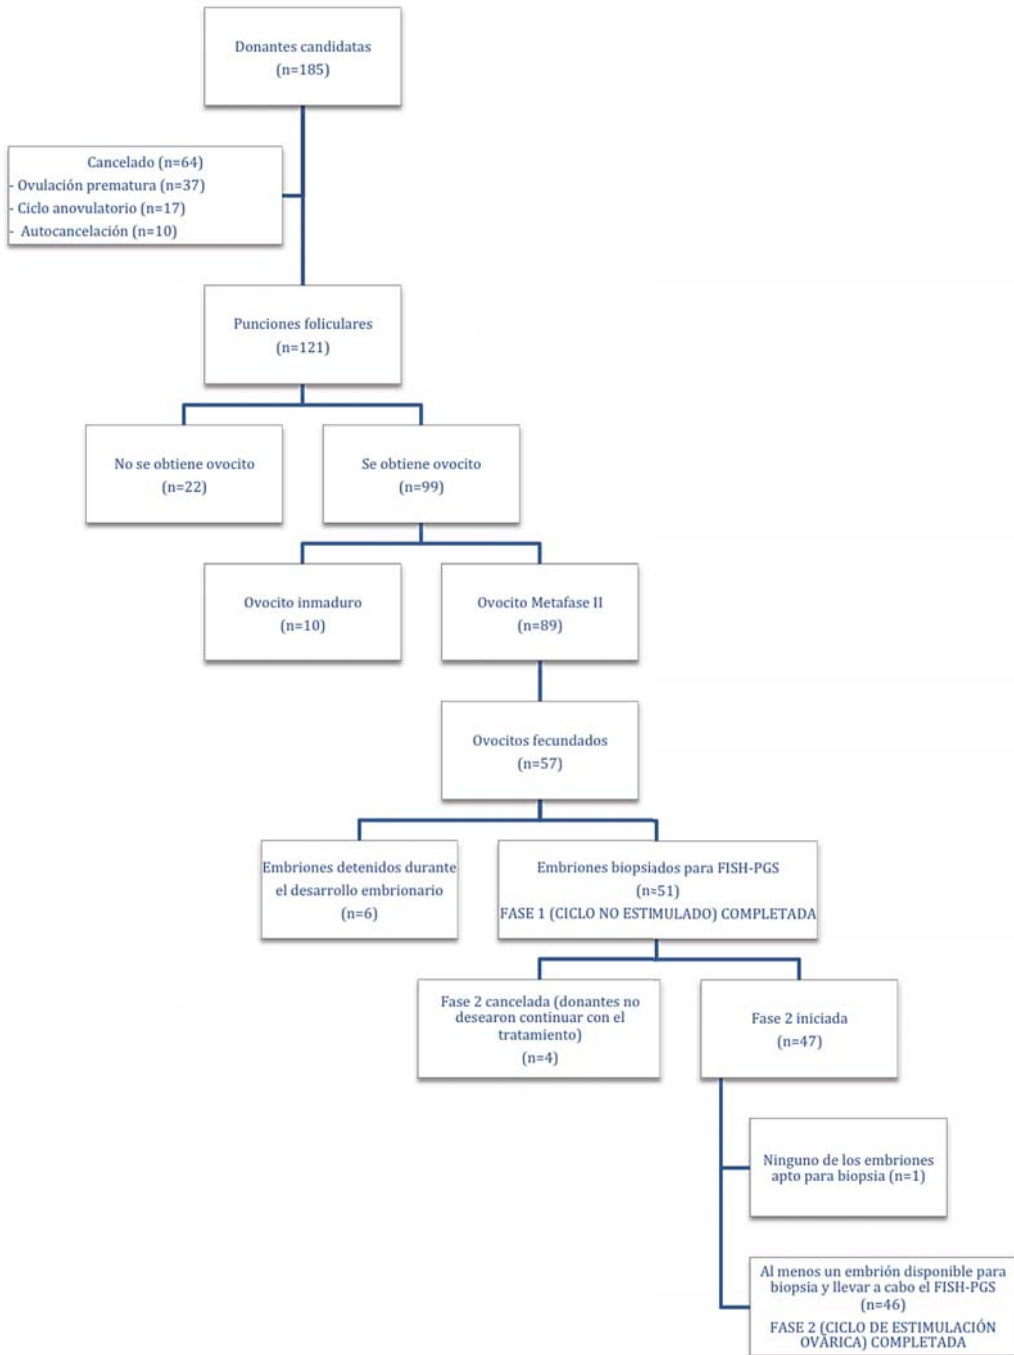 Donantes candidatas
(n=185)
Cancelado (n=64)
- Ovulación prematura (n=37)
- Ciclo anovulatorio (n=17)
- Autocancelación (n=10)
Punciones foliculares
(n=121)
No se obtiene ovocito
(n=22)
Se obtiene ovocito
(n=99)
Ovocito inmaduro
(n=10)
Ovocito Metafase II
(n=89)
Ovocitos fecundados
(n=57)
Embriones detenidos durante
el desarrollo embrionario
(n=6)
Embriones biopsiados para FISH-PGS
(n=51)
FASE 1 (CICLO NO ESTIMULADO) COMPLETADA
Fase 2 cancelada (donantes no
desearon continuar con el
tratamiento)
(n=4)
Fase 2 iniciada
(n=47)
Ninguno de los embriones
apto para biopsia (n=1)
Al menos un embrión disponible para
biopsia y llevar a cabo el FISH-PGS
(n=46)
FASE 2 (CICLO DE ESTIMULACIÓN
OVÁRICA) COMPLETADA